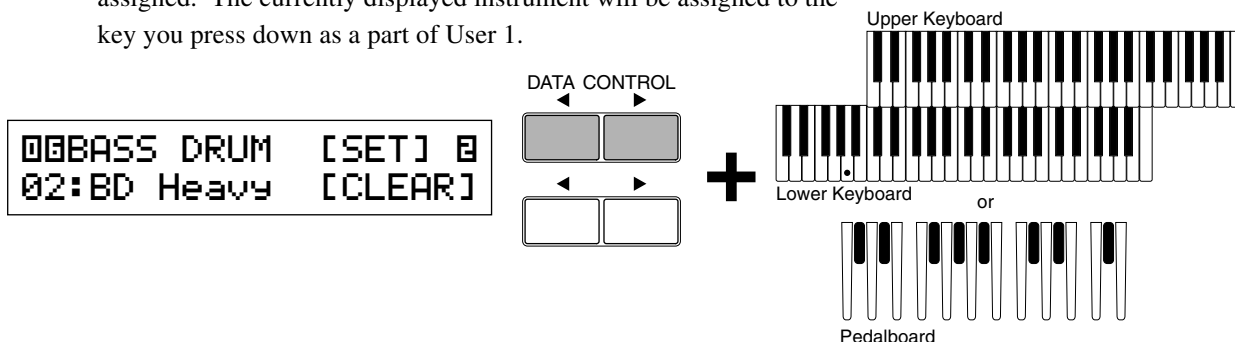 assigned. The currently displayed instrument will be assigned to the
key you press down as a part of User 1.
Upper Keyboard
DATA CONTROL
BASS DRUM [SET] 2
02:BD Heavy [CLEAR]
Lower Keyboard
or
Pedalboard